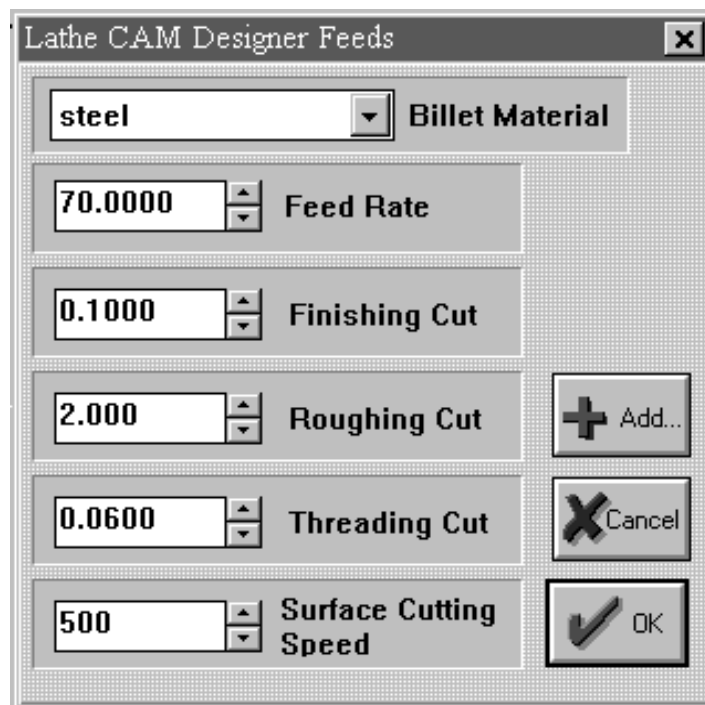 Lathe CAM Designer Feeds
steel Billet Material
70.0000 Feed Rate
0.1000 Finishing Cut
2.000 Roughing Cut
Add...
0.0600 Threading Cut
Cancel
500 Surface Cutting
Speed
OK